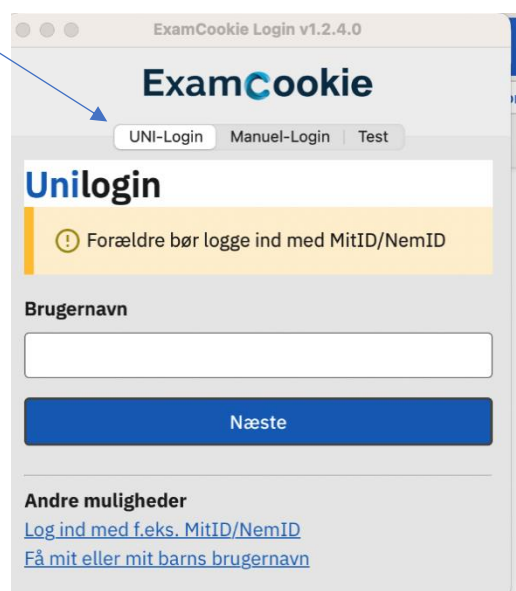 ExamCookie Login v1.2.4.0
ExamCookie
UNI-Login Manuel-Login Test
Unilogin
Forældre bør logge ind med MitID/NemID
Brugernavn
Næste
Andre muligheder
Log ind med f.eks. MitID/NemID
Få mit eller mit barns brugernavn